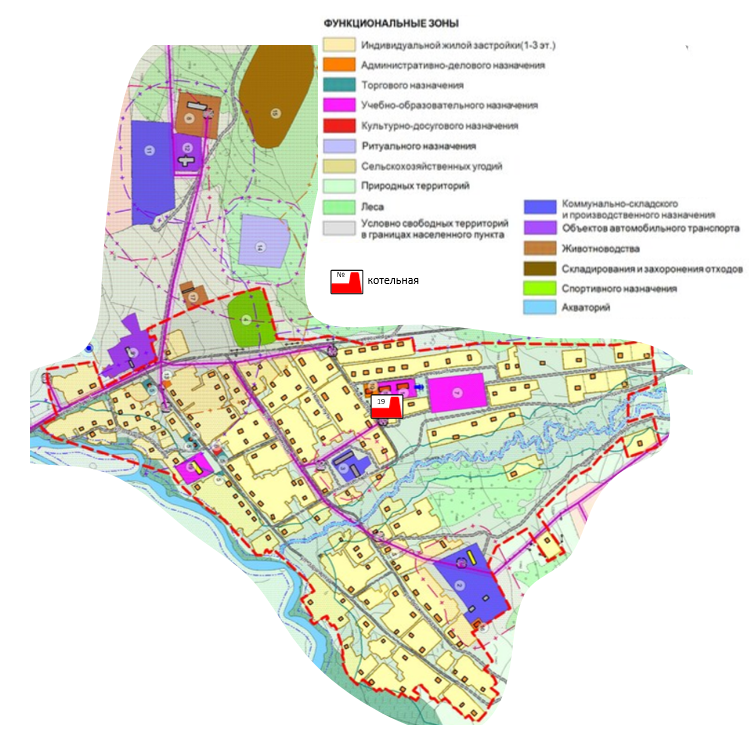 ФУНКЦИОНАЛЬНЫЕ ЗОНЫ
Индивидуальной жилой застройки(1-3 эт.)
Административно-делового назначения
Торгового назначения
Учебно-образовательного назначения
Культурно-досугового назначения
Ритуального назначения
Сельскохозяйственных угодий
Природных территорий
Леса
Условно свободных территорий
в границах населенного пункта
Коммунально-складского
и производственного назначения
Объектов автомобильного транспорта
Животноводства
Складирования и захоронения отходов
Спортивного назначения
Акваторий
№
котельная
19